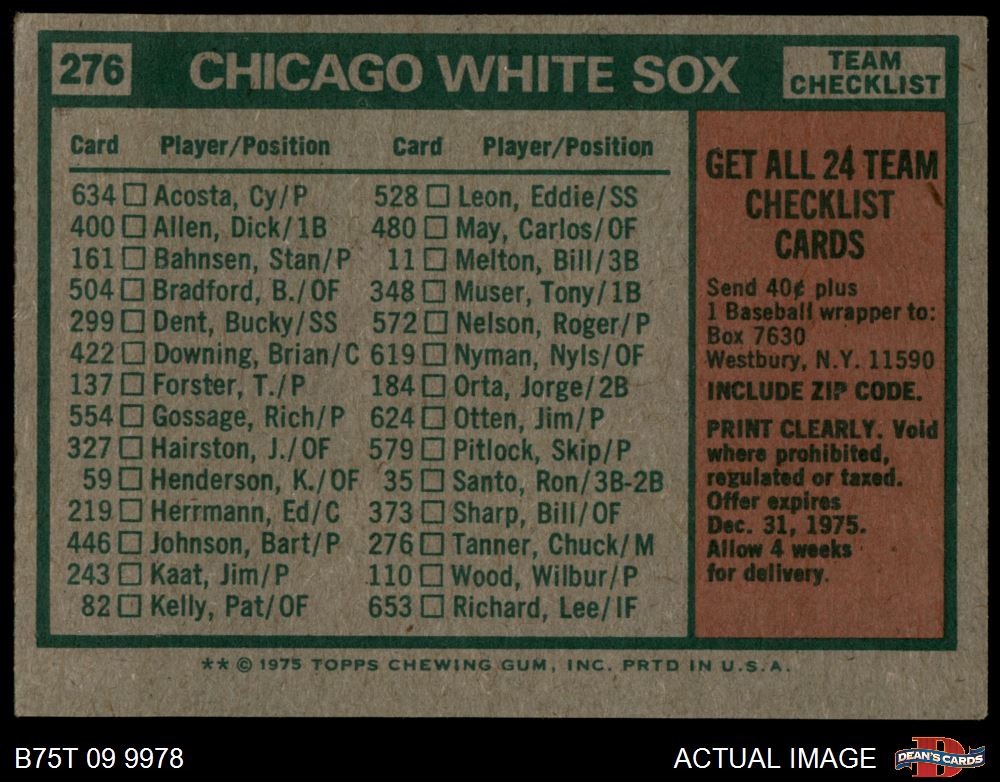 276 CHICAGO WHITE SOX TEAM CHECKLIST
Card Player/Position Card Player/Position
634 Acosta, Cy/P 528 Leon, Eddie/SS
400 Allen, Dick/1B 480 May, Carlos/OF
161 Bahnsen, Stan/P 11 Melton, Bill/3B
504 Bradford, B./OF 348 Muser, Tony/1B
299 Dent, Bucky/SS 572 Nelson, Roger/P
422 Downing, Brian/C 619 Nyman, Nyls/OF
137 Forster, T./P 184 Orta, Jorge/2B
554 Gossage, Rich/P 624 Otten, Jim/P
327 Hairston, J./OF 579 Pitlock, Skip/P
59 Henderson, K./OF 35 Santo, Ron/3B-2B
219 Herrmann, Ed/C 373 Sharp, Bill/OF
446 Johnson, Bart/P 276 Tanner, Chuck/M
243 Kaat, Jim/P 110 Wood, Wilbur/P
82 Kelly, Pat/OF 653 Richard, Lee/IF
GET ALL 24 TEAM
CHECKLIST
CARDS
Send 40¢ plus
1 Baseball wrapper to:
Box 7630
Westbury, N.Y. 11590
INCLUDE ZIP CODE.
PRINT CLEARLY. Void
where prohibited,
regulated or taxed.
Offer expires
Dec. 31, 1975.
Allow 4 weeks
for delivery.
** © 1975 TOPPS CHEWING GUM, INC. PRTD IN U.S.A.
B75T 09 9978 ACTUAL IMAGE D DEAN'S CARDS